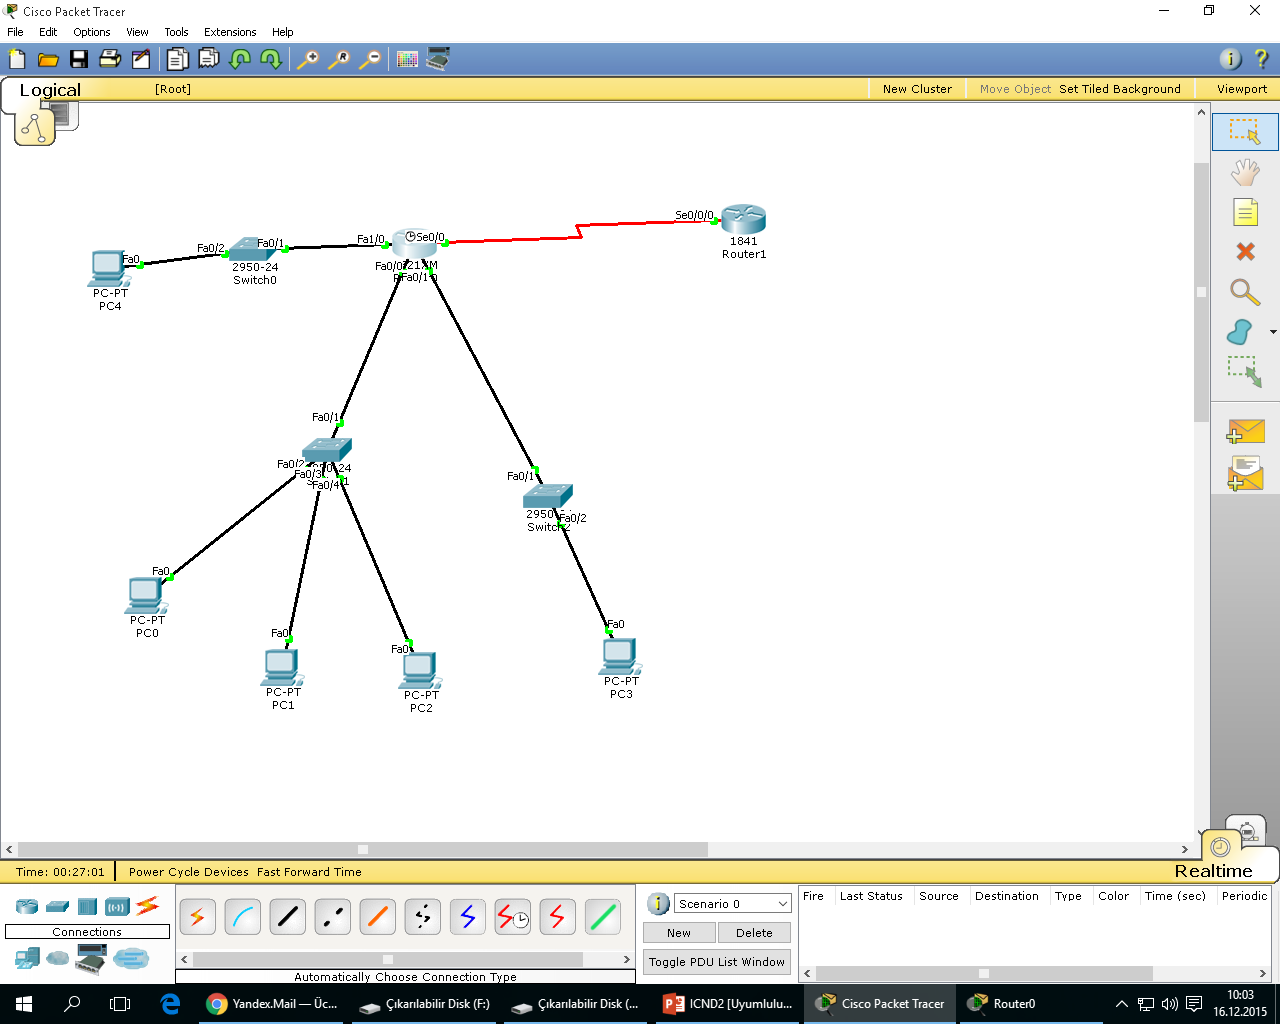 Cisco Packet Tracer
File Edit Options View Tools Extensions Help
Logical [Root] New Cluster Move Object Set Tiled Background Viewport
Se0/0/0
1841
Router1
Fa0/2 Fa0/1 Fa1/0 Se0/0
Fa0
2950-24
Switch0
PC-PT
PC4
Fa0/0
Fa0/1
Fa0/1
Fa0/2
Fa0/3
Fa0/4
Fa0/1
2950
Fa0/2
Fa0
PC-PT
PC0
Fa0
PC-PT
PC1
Fa0
PC-PT
PC2
Fa0
PC-PT
PC3
Time: 00:27:01 Power Cycle Devices Fast Forward Time
Realtime
Connections
Automatically Choose Connection Type
Scenario 0
New Delete
Toggle PDU List Window
Fire Last Status Source Destination Type Color Time (sec) Periodic
Yandex.Mail — Üc...
Çıkarılabilir Disk (F:)
Çıkarılabilir Disk (...
ICND2 [Uyumlulu...
Cisco Packet Tracer
Router0
10:03
16.12.2015